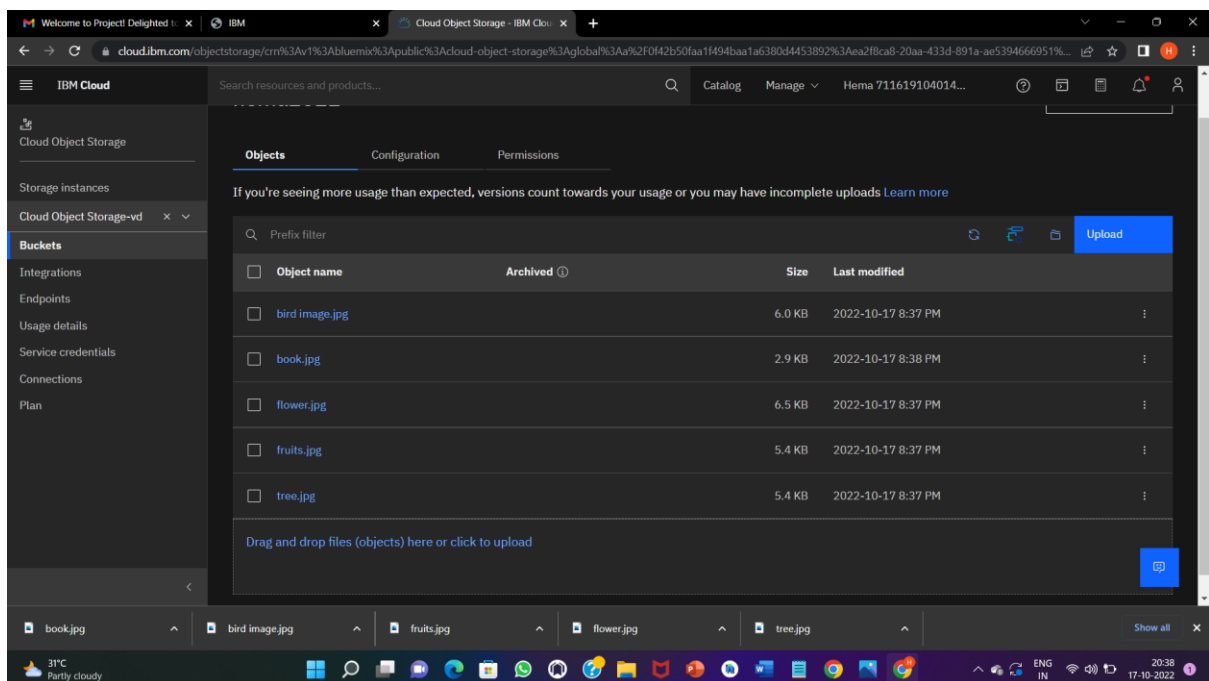 Welcome to Project! Delighted to
IBM
Cloud Object Storage - IBM Clou
cloud.ibm.com/objectstorage/crn%3Av1%3Abluemix%3Apublic%3Acloud-object-storage%3Aglobal%3Aa%2F0f42b50faa1f494baa1a6380d4453892%3Aea2f8ca8-20aa-433d-891a-ae5394666951%...
H
IBM Cloud
Search resources and products...
Catalog
Manage
Hema 711619104014...
Cloud Object Storage
Storage instances
Cloud Object Storage-vd
Buckets
Integrations
Endpoints
Usage details
Service credentials
Connections
Plan
Objects
Configuration
Permissions
If you're seeing more usage than expected, versions count towards your usage or you may have incomplete uploads Learn more
Prefix filter
Upload
Object name Archived Size Last modified
bird image.jpg 6.0 KB 2022-10-17 8:37 PM
book.jpg 2.9 KB 2022-10-17 8:38 PM
flower.jpg 6.5 KB 2022-10-17 8:37 PM
fruits.jpg 5.4 KB 2022-10-17 8:37 PM
tree.jpg 5.4 KB 2022-10-17 8:37 PM
Drag and drop files (objects) here or click to upload
book.jpg
bird image.jpg
fruits.jpg
flower.jpg
tree.jpg
Show all
31°C
Partly cloudy
ENG
IN
20:38
17-10-2022
1